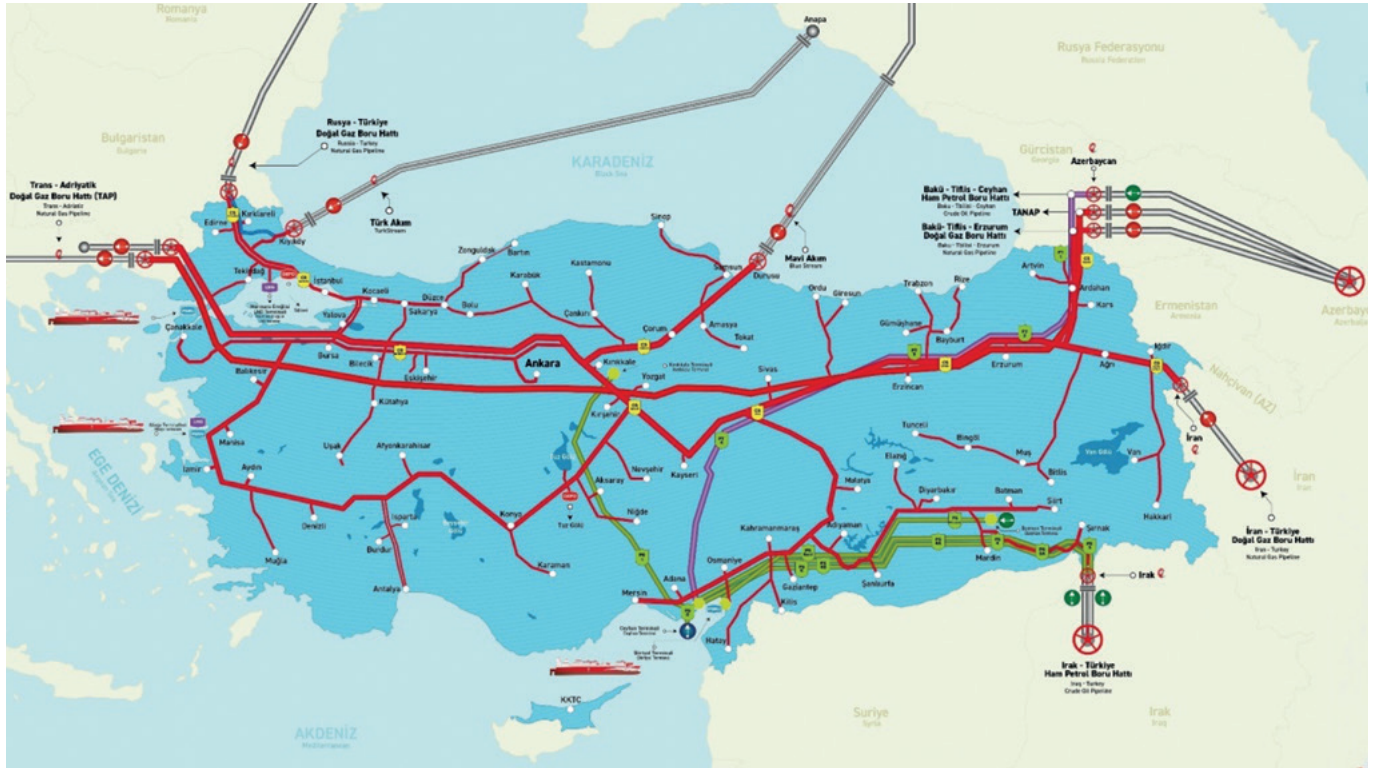 Romanya
Romania
Anapa
Rusya Federasyonu
Russia Federation
Bulgaristan
Bulgaria
Rusya - Türkiye
Doğal Gaz Boru Hattı
Russia - Turkey
Natural Gas Pipeline
KARADENİZ
Black Sea
Gürcistan
Georgia
Azerbaycan
Trans - Adriyatik
Doğal Gaz Boru Hattı (TAP)
Trans - Adriatic
Natural Gas Pipeline
Türk Akım
TurkStream
Mavi Akım
Blue Stream
Bakü - Tiflis - Ceyhan
Ham Petrol Boru Hattı
Baku - Tbilisi - Ceyhan
Crude Oil Pipeline
TANAP
Bakü- Tiflis - Erzurum
Doğal Gaz Boru Hattı
Baku - Tbilisi - Erzurum
Natural Gas Pipeline
Edirne
Kırklareli
Kıyıköy
Tekirdağ
İstanbul
Kocaeli
Yalova
Sakarya
Düzce
Bolu
Zonguldak
Bartın
Karabük
Kastamonu
Çankırı
Sinop
Samsun
Durusu
Çorum
Amasya
Tokat
Ordu
Giresun
Trabzon
Rize
Gümüşhane
Bayburt
Artvin
Ardahan
Kars
Ermenistan
Armenia
Iğdır
Nahçivan (AZ)
Çanakkale
Balıkesir
Bursa
Bilecik
Eskişehir
Ankara
Kırıkkale
Yozgat
Kırşehir
Sivas
Erzincan
Erzurum
Ağrı
İran
İran
Iran
Kütahya
Manisa
İzmir
Uşak
Afyonkarahisar
Aydın
Denizli
Muğla
Isparta
Burdur
Antalya
Konya
Karaman
Tuz Gölü
Tuz Gölü
Aksaray
Nevşehir
Niğde
Kayseri
Malatya
Elazığ
Tunceli
Bingöl
Muş
Bitlis
Van Gölü
Van
Hakkari
Diyarbakır
Batman
Siirt
Şırnak
Mardin
Şanlıurfa
Adıyaman
Kahramanmaraş
Gaziantep
Kilis
Osmaniye
Adana
Mersin
Hatay
İran - Türkiye
Doğal Gaz Boru Hattı
Iran - Turkey
Natural Gas Pipeline
Irak
Irak - Türkiye
Ham Petrol Boru Hattı
Iraq - Turkey
Crude Oil Pipeline
EGE DENİZİ
KKTC
AKDENİZ
Mediterranean
Suriye
Syria
Irak
Iraq